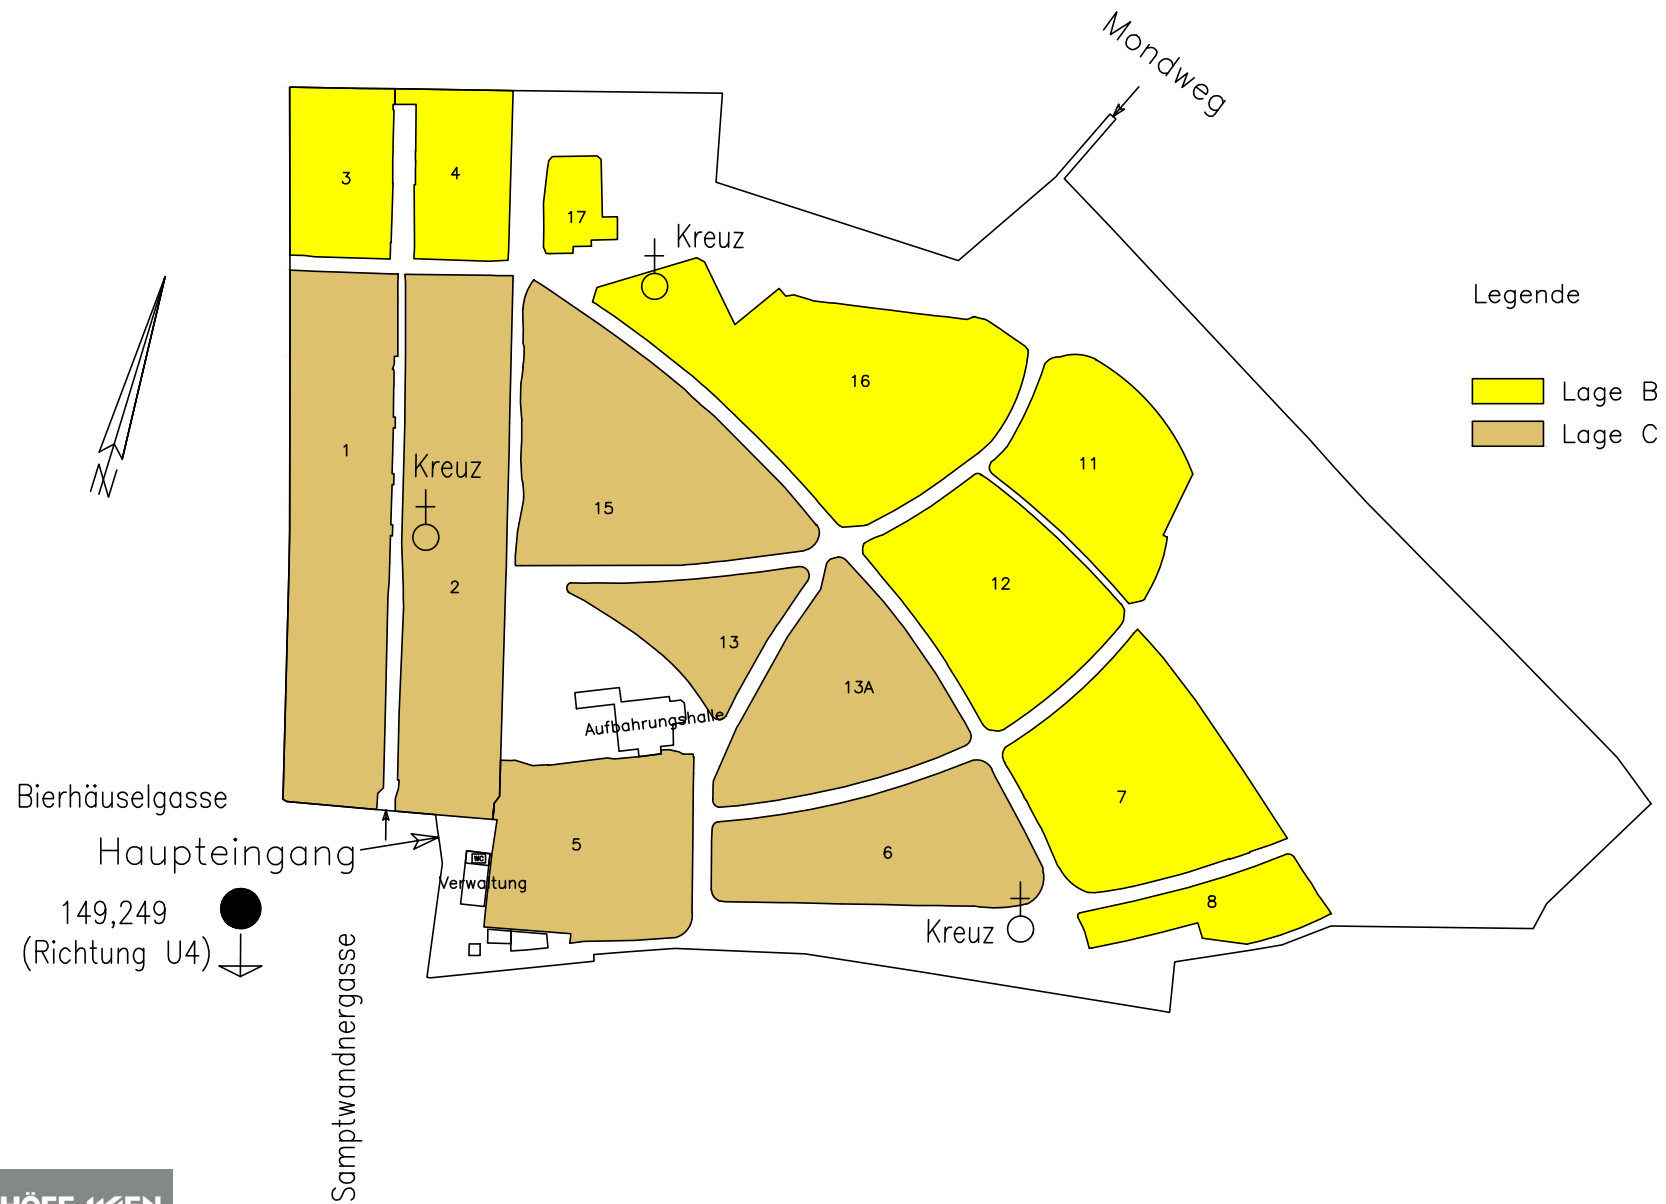 Mondweg
3
4
17
Kreuz
Legende
16
Lage B
11
Lage C
1
Kreuz
15
12
2
13
13A
Aufbahrungshalle
Bierhäuselgasse
7
Haupteingang
5
6
WC
Verwaltung
8
149,249
(Richtung U4)
Kreuz
Samptwandnergasse